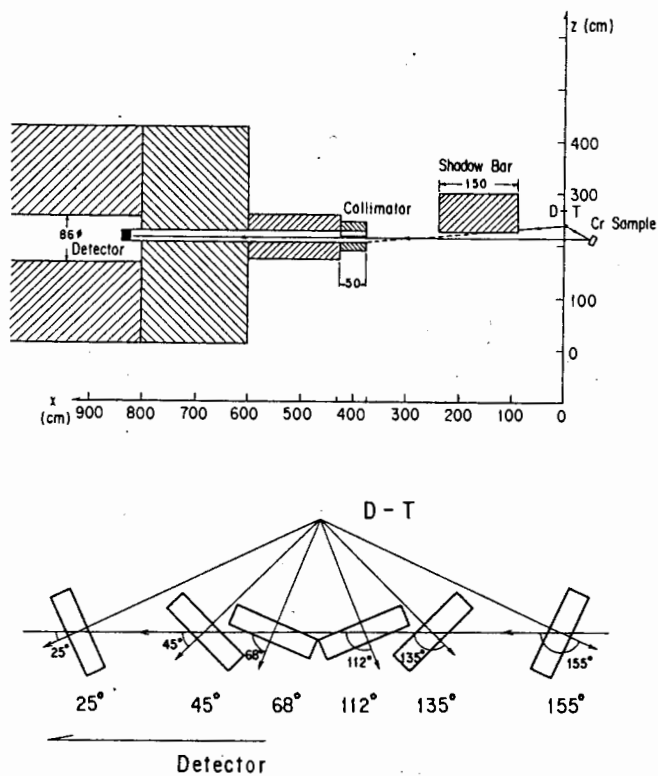 z (cm)
400
Shadow Bar
150
300
D-T
Cr Sample
Collimator
86φ
Detector
50
100
0
x
(cm)
900 800 700 600 500 400 300 200 100 0
D - T
25° 45° 68° 112° 135° 155°
25° 45° 68° 112° 135° 155°
Detector